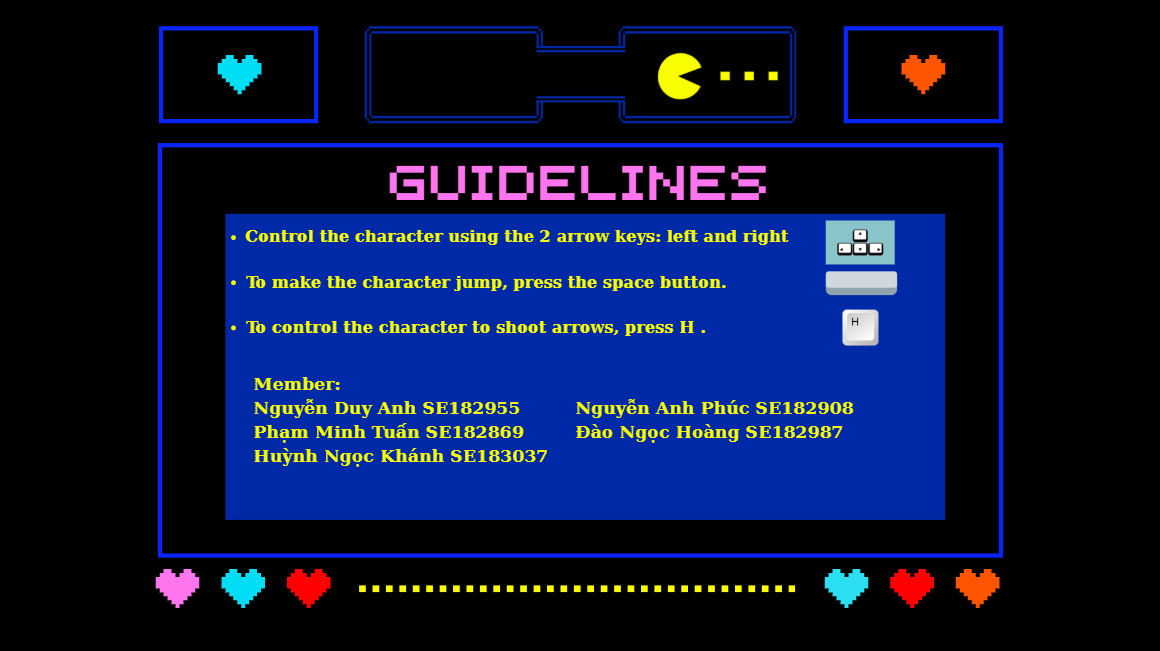 GUIDELINES
• Control the character using the 2 arrow keys: left and right
• To make the character jump, press the space button.
• To control the character to shoot arrows, press H .
H
Member:
Nguyễn Duy Anh SE182955 Nguyễn Anh Phúc SE182908
Phạm Minh Tuấn SE182869 Đào Ngọc Hoàng SE182987
Huỳnh Ngọc Khánh SE183037